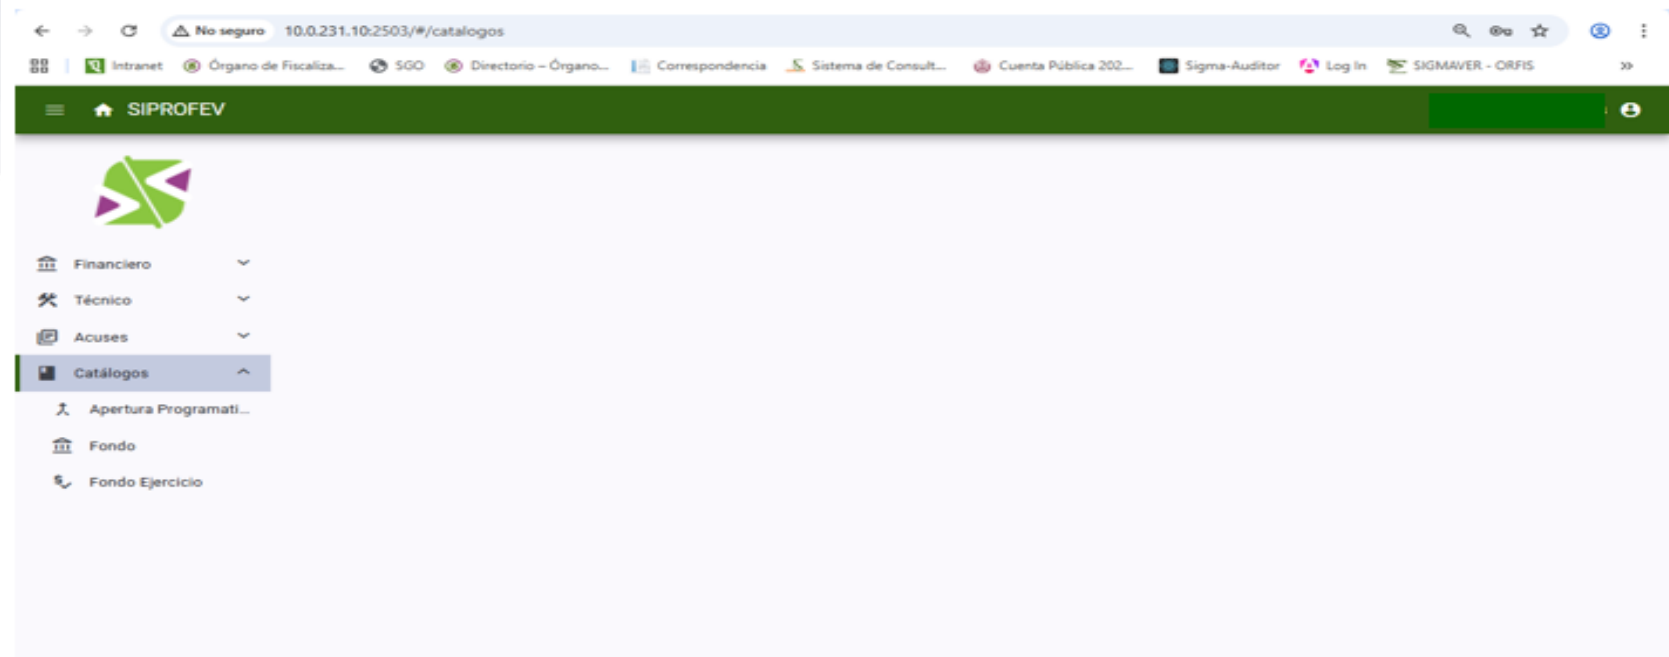 No seguro 10.0.231.10:2503/#/catalogos
Intranet Órgano de Fiscaliza... SGO Directorio – Órgano... Correspondencia Sistema de Consult... Cuenta Pública 202... Sigma-Auditor Log In SIGMAVER - ORFIS
SIPROFEV
Financiero
Técnico
Acuses
Catálogos
Apertura Programati...
Fondo
Fondo Ejercicio